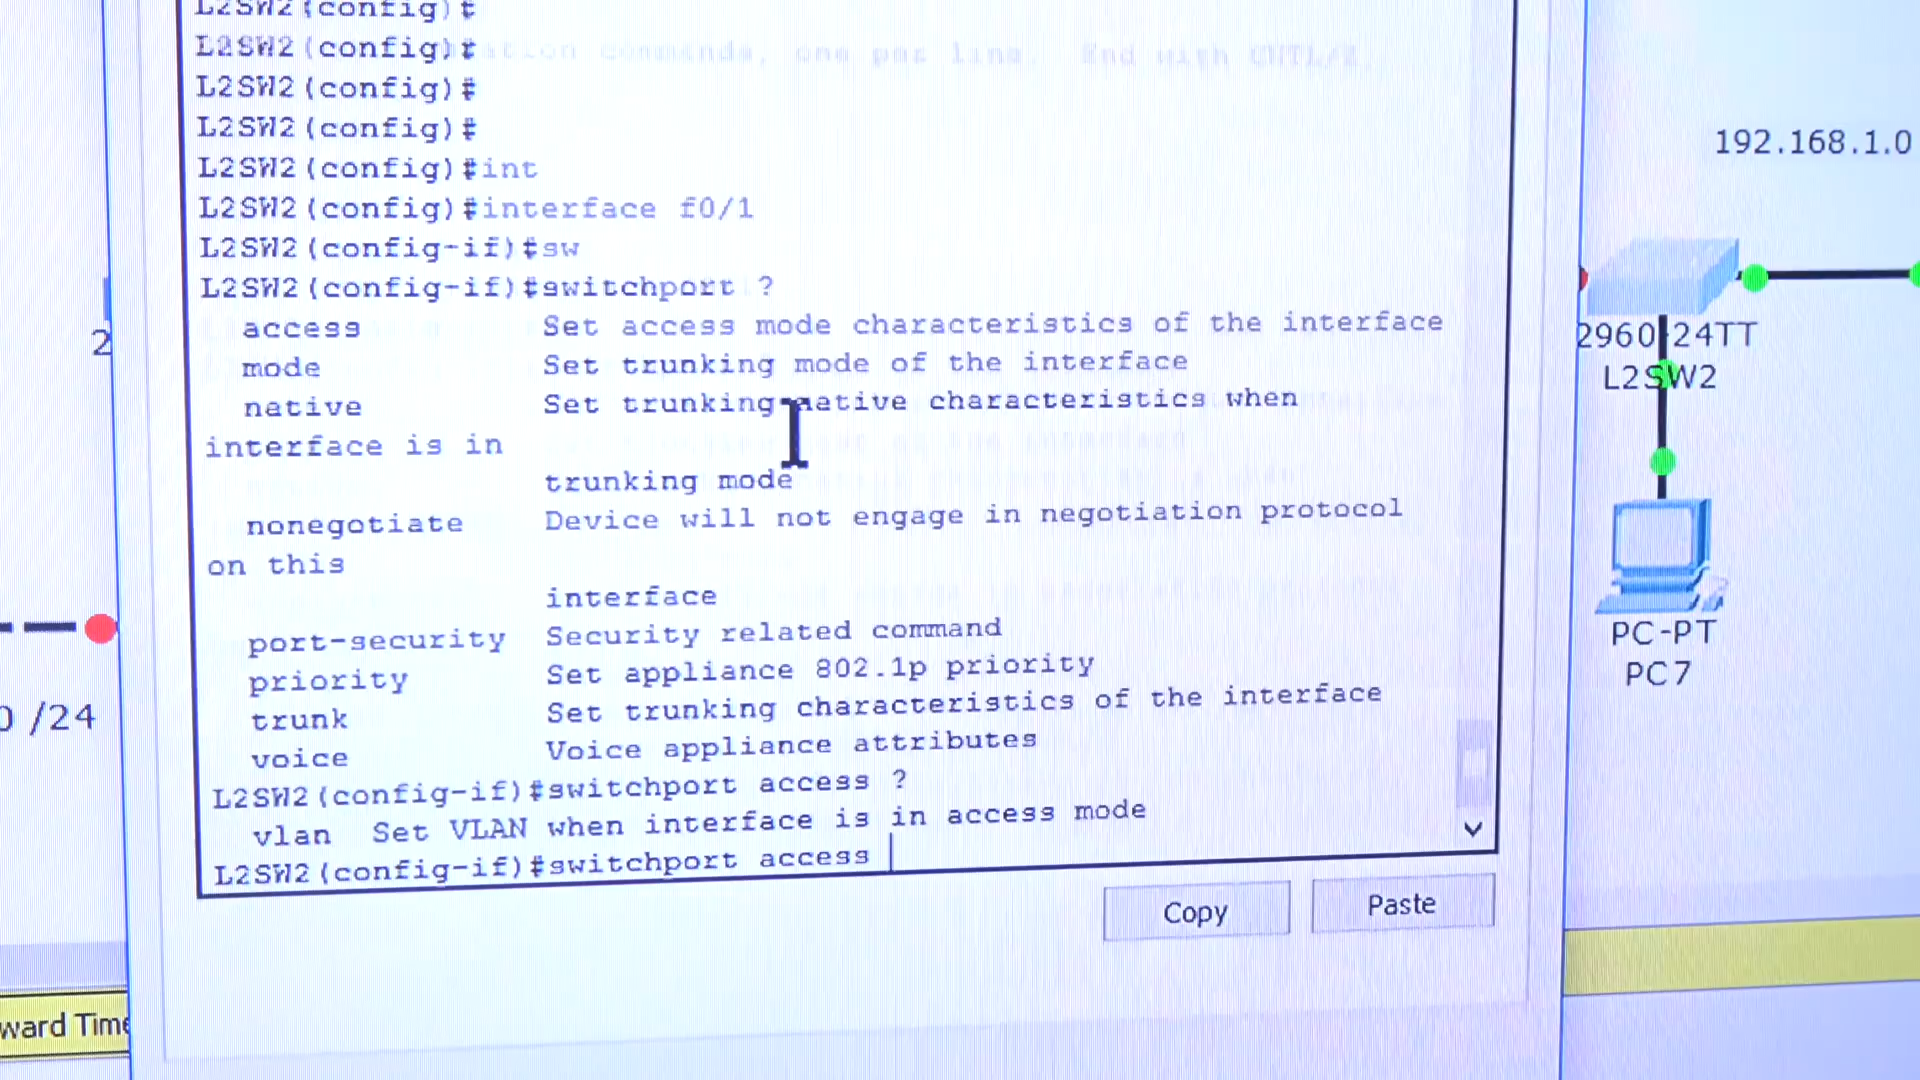 L2SW2(config)#
L2SW2(config)#
L2SW2(config)#
L2SW2(config)#
L2SW2(config)#int
L2SW2(config)#interface f0/1
L2SW2(config-if)#sw
L2SW2(config-if)#switchport ?
access Set access mode characteristics of the interface
mode Set trunking mode of the interface
native Set trunking native characteristics when
interface is in
trunking mode
nonegotiate Device will not engage in negotiation protocol
on this
interface
port-security Security related command
priority Set appliance 802.1p priority
trunk Set trunking characteristics of the interface
voice Voice appliance attributes
L2SW2(config-if)#switchport access ?
vlan Set VLAN when interface is in access mode
L2SW2(config-if)#switchport access
Copy Paste
192.168.1.0
2960-24TT
L2SW2
PC-PT
PC7
2
0 /24
ward Time